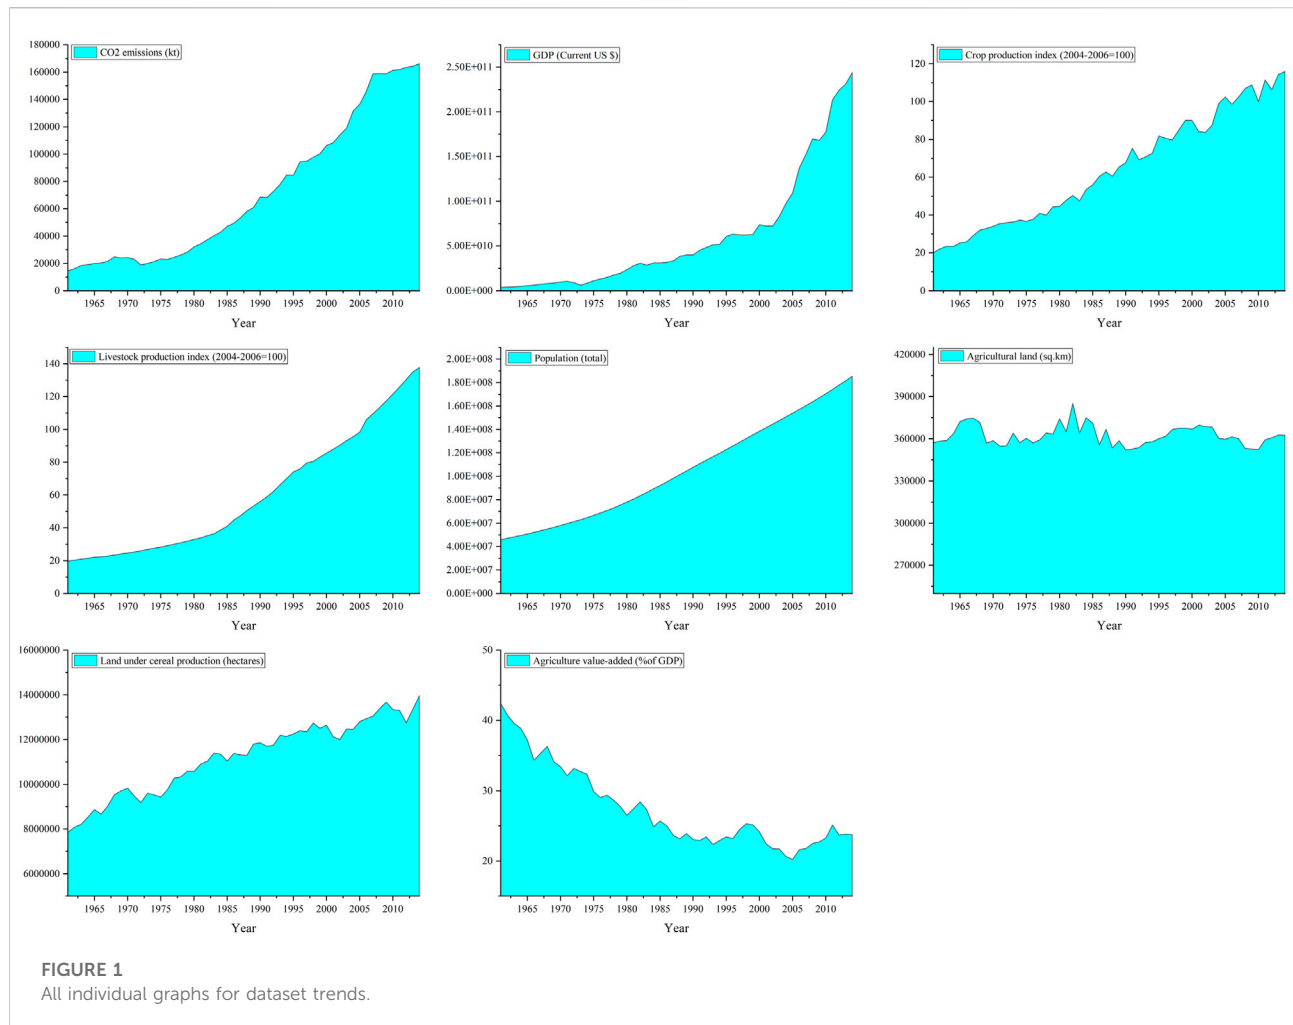 CO2 emissions (kt)
180000
160000
140000
120000
100000
80000
60000
40000
20000
0
1965 1970 1975 1980 1985 1990 1995 2000 2005 2010
Year
GDP (Current US $)
2.50E+011
2.00E+011
1.50E+011
1.00E+011
5.00E+010
0.00E+000
1965 1970 1975 1980 1985 1990 1995 2000 2005 2010
Year
Crop production index (2004-2006=100)
120
100
80
60
40
20
0
1965 1970 1975 1980 1985 1990 1995 2000 2005 2010
Year
Livestock production index (2004-2006=100)
140
120
100
80
60
40
20
0
1965 1970 1975 1980 1985 1990 1995 2000 2005 2010
Year
Population (total)
2.00E+008
1.80E+008
1.60E+008
1.40E+008
1.20E+008
1.00E+008
8.00E+007
6.00E+007
4.00E+007
2.00E+007
0.00E+000
1965 1970 1975 1980 1985 1990 1995 2000 2005 2010
Year
Agricultural land (sq.km)
420000
390000
360000
330000
300000
270000
1965 1970 1975 1980 1985 1990 1995 2000 2005 2010
Year
Land under cereal production (hectares)
16000000
14000000
12000000
10000000
8000000
6000000
1965 1970 1975 1980 1985 1990 1995 2000 2005 2010
Year
Agriculture value-added (%of GDP)
50
40
30
20
1965 1970 1975 1980 1985 1990 1995 2000 2005 2010
Year
FIGURE 1
All individual graphs for dataset trends.